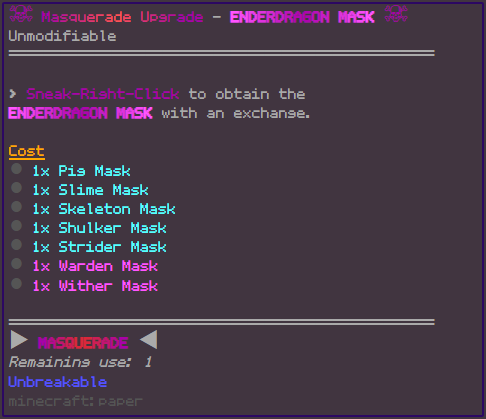 ☠ Masquerade Upgrade - ENDERDRAGON MASK ☠
Unmodifiable
> Sneak-Right-Click to obtain the
ENDERDRAGON MASK with an exchange.
Cost
● 1x Pig Mask
● 1x Slime Mask
● 1x Skeleton Mask
● 1x Shulker Mask
● 1x Strider Mask
● 1x Warden Mask
● 1x Wither Mask
▶ MASQUERADE ◀
Remaining use: 1
Unbreakable
minecraft:paper